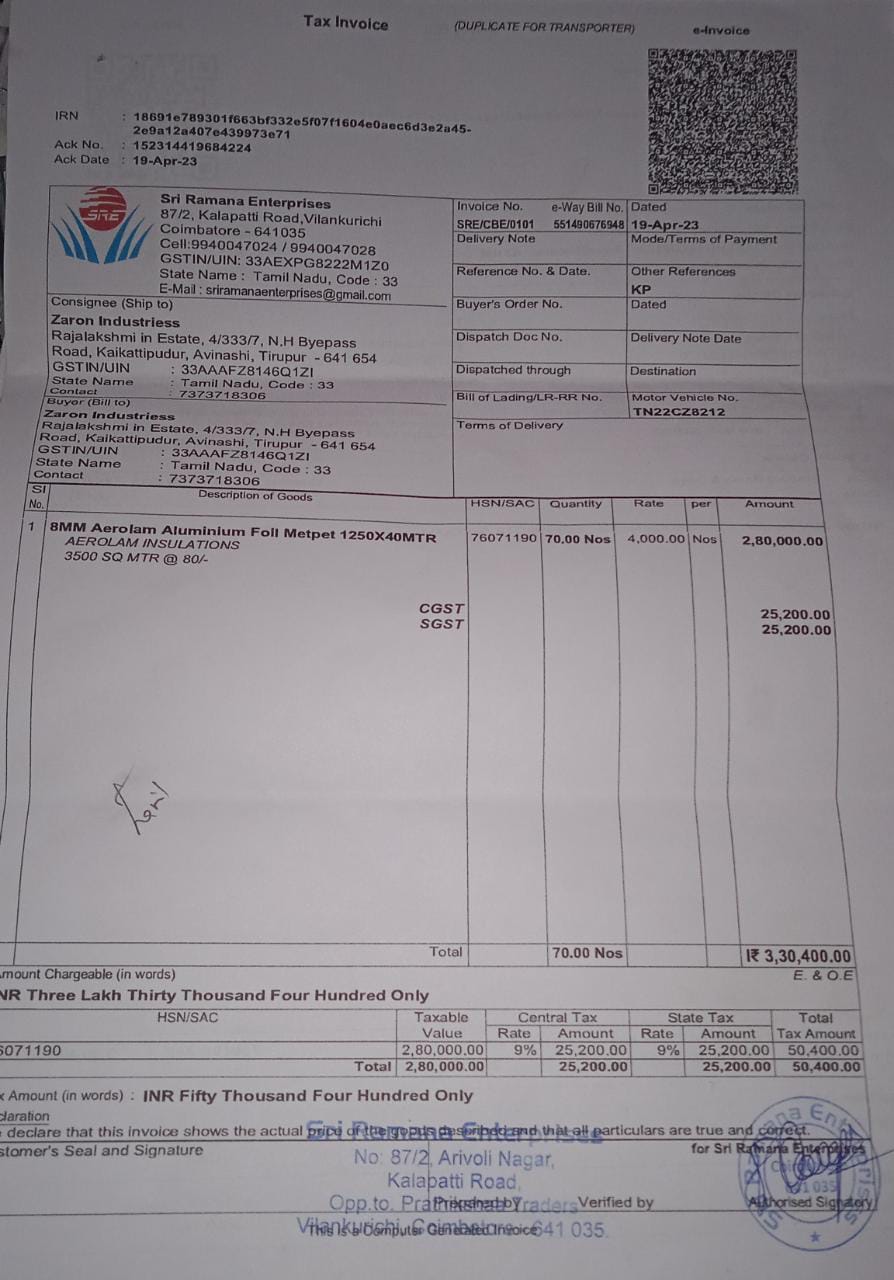 Tax Invoice (DUPLICATE FOR TRANSPORTER) e-Invoice
IRN : 18691e789301f663bf332e5f07f1604e0aec6d3e2a45-
2e9a12a407e439973e71
Ack No. : 152314419684224
Ack Date : 19-Apr-23
SRE
Sri Ramana Enterprises
87/2, Kalapatti Road,Vilankurichi
Coimbatore - 641035
Cell:9940047024 / 9940047028
GSTIN/UIN: 33AEXPG8222M1Z0
State Name : Tamil Nadu, Code : 33
E-Mail : sriramanaenterprises@gmail.com
Invoice No. e-Way Bill No. Dated
SRE/CBE/0101 551490676948 19-Apr-23
Delivery Note Mode/Terms of Payment
Reference No. & Date. Other References
KP
Buyer's Order No. Dated
Dispatch Doc No. Delivery Note Date
Dispatched through Destination
Bill of Lading/LR-RR No. Motor Vehicle No.
TN22CZ8212
Terms of Delivery
Consignee (Ship to)
Zaron Industriess
Rajalakshmi in Estate, 4/333/7, N.H Byepass
Road, Kaikattipudur, Avinashi, Tirupur - 641 654
GSTIN/UIN : 33AAAFZ8146Q1ZI
State Name : Tamil Nadu, Code : 33
Contact : 7373718306
Buyer (Bill to)
Zaron Industriess
Rajalakshmi in Estate, 4/333/7, N.H Byepass
Road, Kaikattipudur, Avinashi, Tirupur - 641 654
GSTIN/UIN : 33AAAFZ8146Q1ZI
State Name : Tamil Nadu, Code : 33
Contact : 7373718306
Sl No. Description of Goods HSN/SAC Quantity Rate per Amount
1 8MM Aerolam Aluminium Foil Metpet 1250X40MTR 76071190 70.00 Nos 4,000.00 Nos 2,80,000.00
AEROLAM INSULATIONS
3500 SQ MTR @ 80/-
CGST 25,200.00
SGST 25,200.00
Total 70.00 Nos I₹ 3,30,400.00
mount Chargeable (in words) E. & O.E
NR Three Lakh Thirty Thousand Four Hundred Only
HSN/SAC Taxable Value Central Tax State Tax Total Tax Amount
Rate Amount Rate Amount
6071190 2,80,000.00 9% 25,200.00 9% 25,200.00 50,400.00
Total 2,80,000.00 25,200.00 25,200.00 50,400.00
x Amount (in words) : INR Fifty Thousand Four Hundred Only
claration
declare that this invoice shows the actual price of the goods described and that all particulars are true and correct.
stomer's Seal and Signature for Sri Ramana Enterprises
Sri Ramana Enterprises
No: 87/2, Arivoli Nagar,
Kalapatti Road,
Opp.to. Traders
Vilankurichi, Coimbatore - 641 035.
Prepared by Verified by Authorised Signatory
This is a Computer Generated Invoice